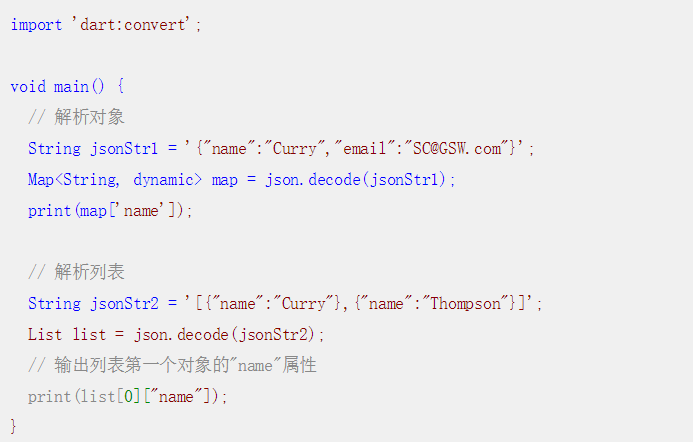 import 'dart:convert';
void main() {
// 解析对象
String jsonStr1 = '{"name":"Curry","email":"SC@GSW.com"}';
Map<String, dynamic> map = json.decode(jsonStr1);
print(map['name']);
// 解析列表
String jsonStr2 = '[{"name":"Curry"},{"name":"Thompson"}]';
List list = json.decode(jsonStr2);
// 输出列表第一个对象的"name"属性
print(list[0]["name"]);
}